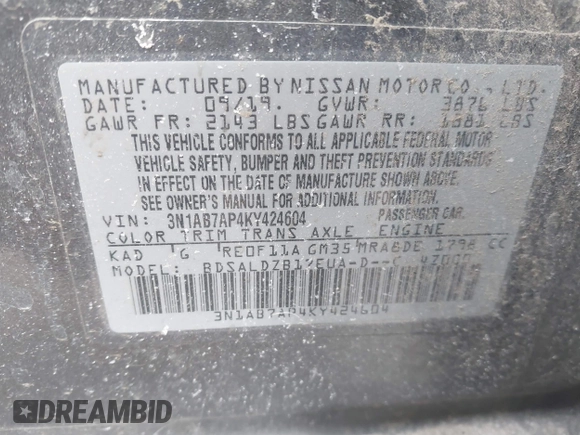 MANUFACTURED BY NISSAN MOTOR CO., LTD.
DATE: 09/19. GVWR: 3876 LBS
GAWR FR: 2143 LBS GAWR RR: 1881 LBS
THIS VEHICLE CONFORMS TO ALL APPLICABLE FEDERAL MOTOR
VEHICLE SAFETY, BUMPER AND THEFT PREVENTION STANDARDS
IN EFFECT ON THE DATE OF MANUFACTURE SHOWN ABOVE.
SEE OWNER'S MANUAL FOR ADDITIONAL INFORMATION.
VIN: 3N1AB7AP4KY424604 PASSENGER CAR.
COLOR TRIM TRANS AXLE ENGINE
KAD G RE0F11A GM35 MRA8DE 1798 CC
MODEL:
3N1AB7AP4KY424604
DREAMBID